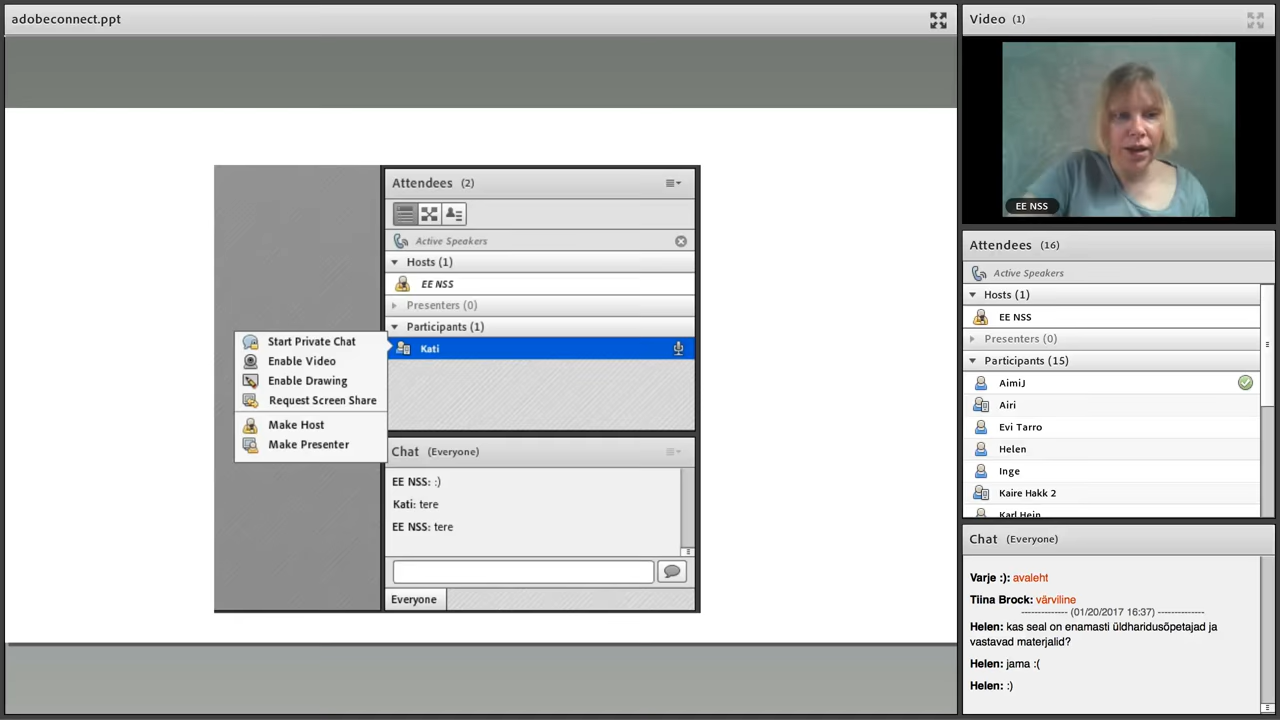 adobeconnect.ppt
Attendees (2)
Active Speakers
Hosts (1)
EE NSS
Presenters (0)
Participants (1)
Kati
Start Private Chat
Enable Video
Enable Drawing
Request Screen Share
Make Host
Make Presenter
Chat (Everyone)
EE NSS: :)
Kati: tere
EE NSS: tere
Everyone
Video (1)
EE NSS
Attendees (16)
Active Speakers
Hosts (1)
EE NSS
Presenters (0)
Participants (15)
AimiJ
Airi
Evi Tarro
Helen
Inge
Kaire Hakk 2
Karl Hein
Chat (Everyone)
Varje :): avaleht
Tiina Brock: värviline
-------------- (01/20/2017 16:37) --------------
Helen: kas seal on enamasti üldharidusõpetajad ja
vastavad materjalid?
Helen: jama :(
Helen: :)